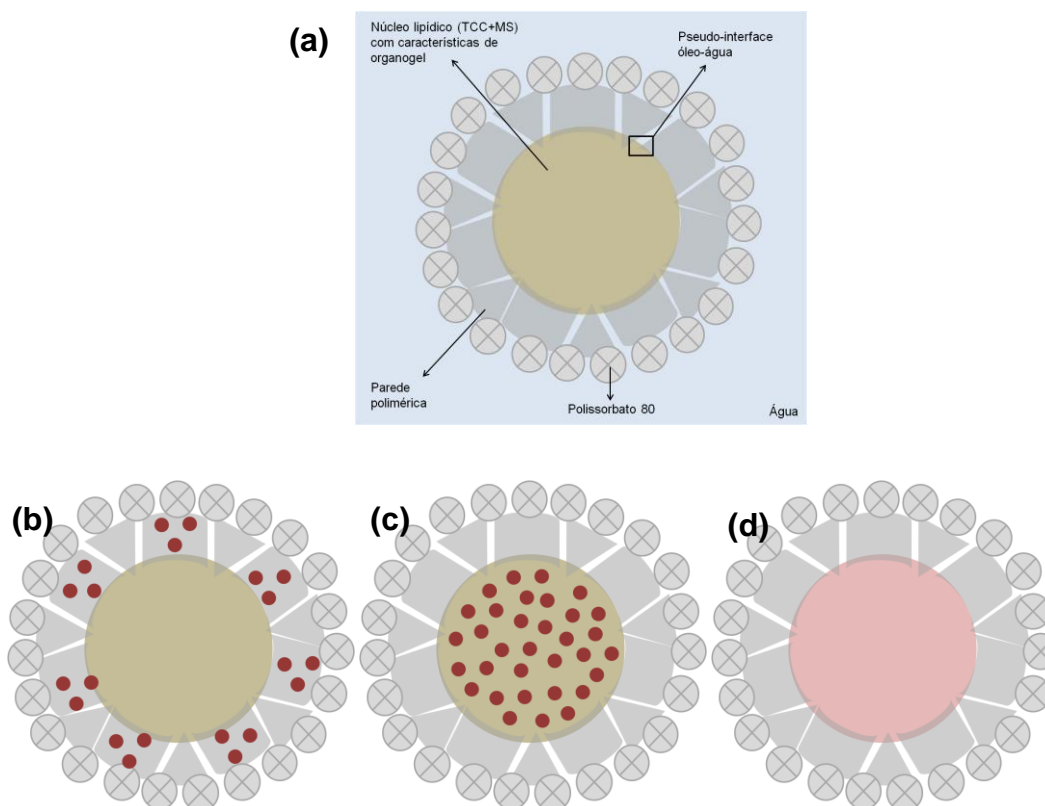 (a)
Núcleo lipídico (TCC+MS)
com características de
organogel
Pseudo-interface
óleo-água
Parede
polimérica
Polissorbato 80
Água
(b)
(c)
(d)